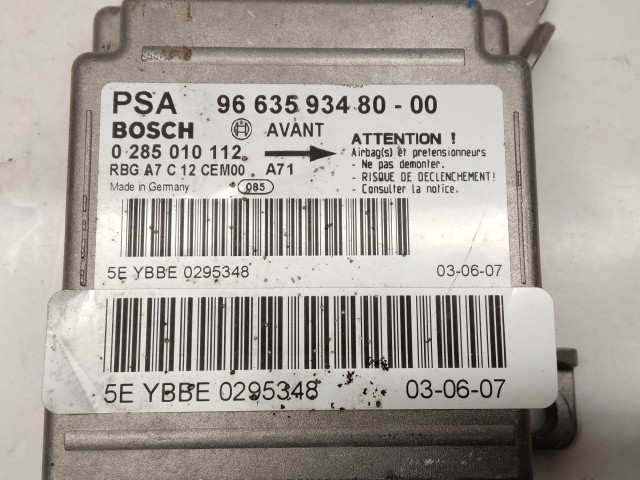 PSA 96 635 934 80 - 00
BOSCH AVANT
0 285 010 112
RBG A7 C 12 CEM00 A71
Made in Germany 085
ATTENTION !
Airbag(s) et pretensionneurs
- Ne pas demonter.
- RISQUE DE DECLENCHEMENT!
- Consulter la notice.
5E YBBE 0295348 03-06-07
5E YBBE 0295348 03-06-07